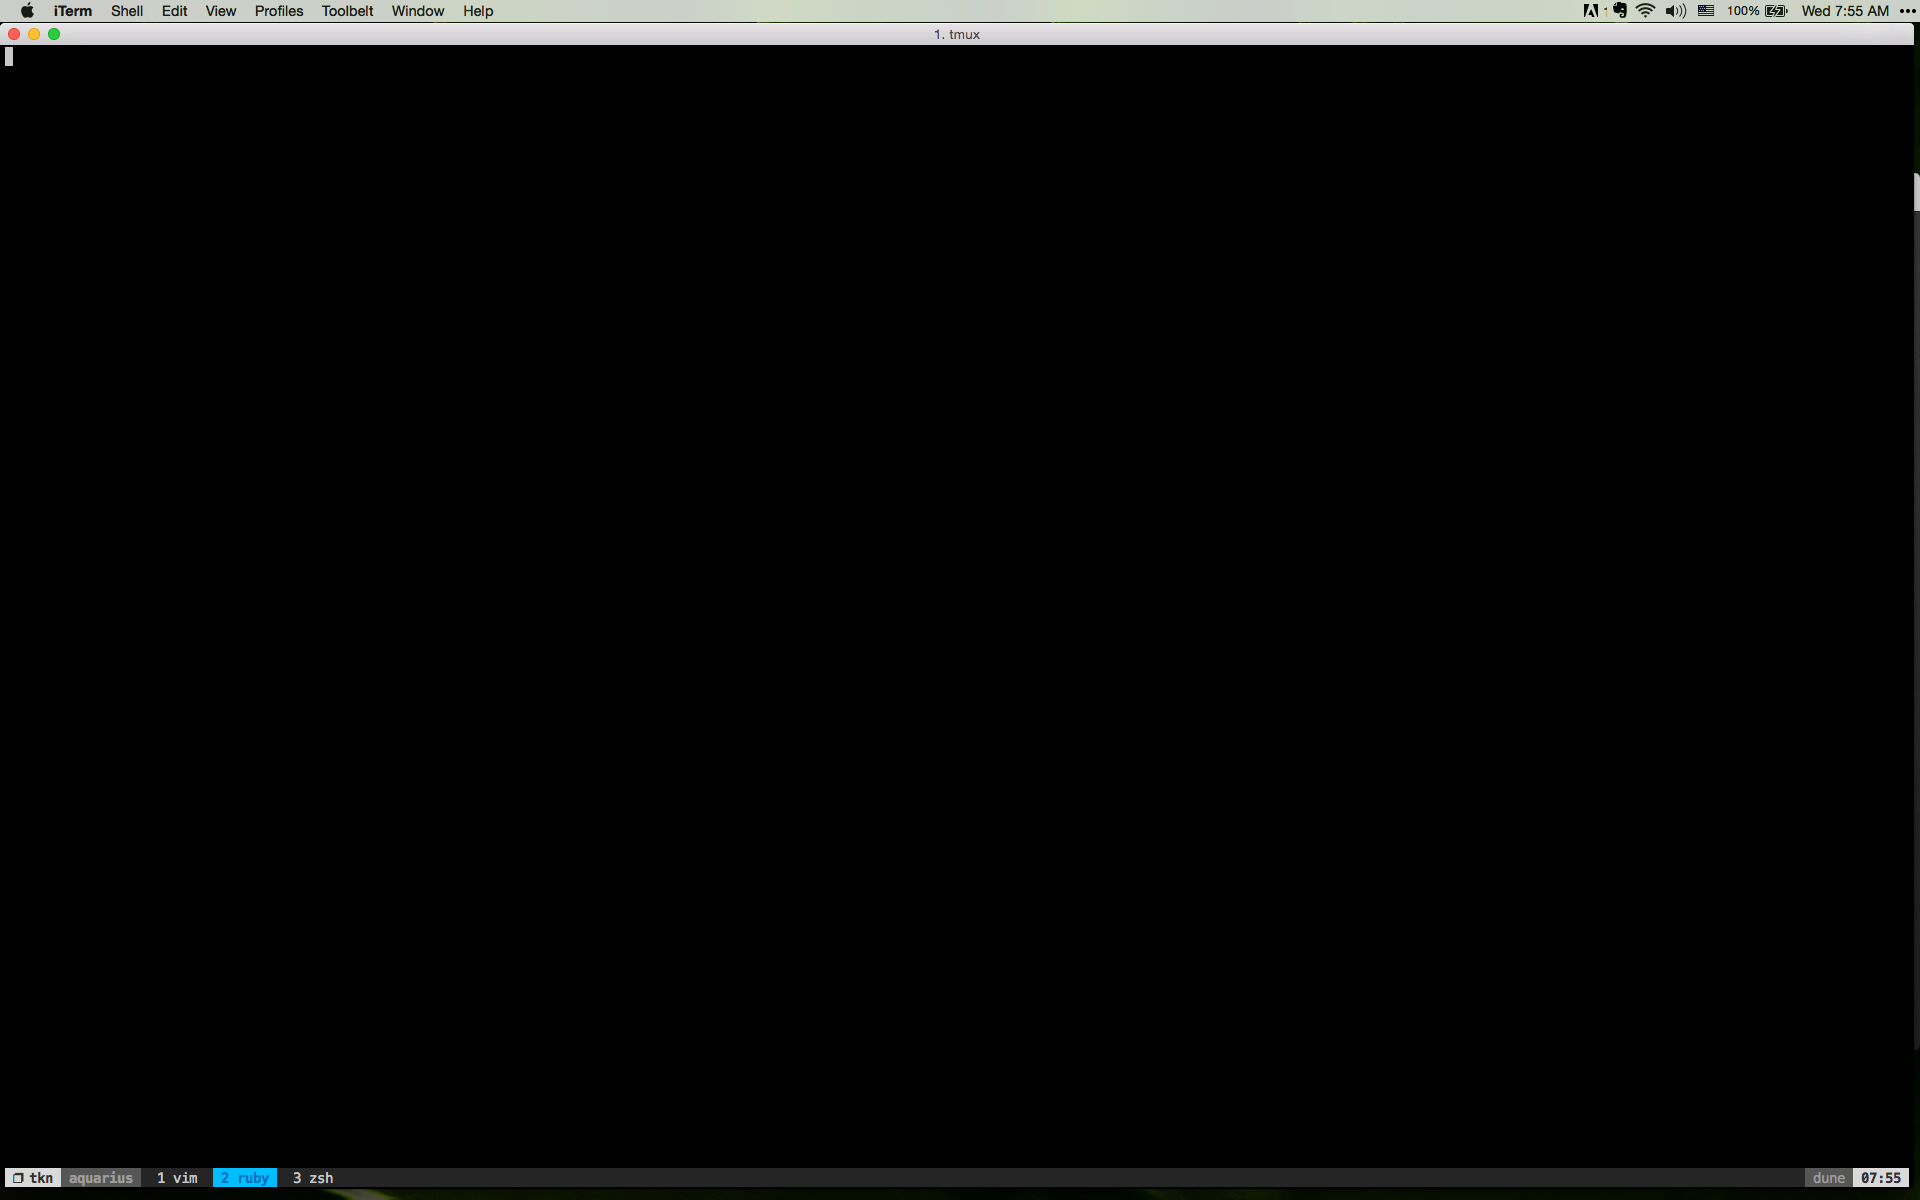 iTerm Shell Edit View Profiles Toolbelt Window Help 100% Wed 7:55 AM
1. tmux
tkn aquarius 1 vim 2 ruby 3 zsh dune 07:55